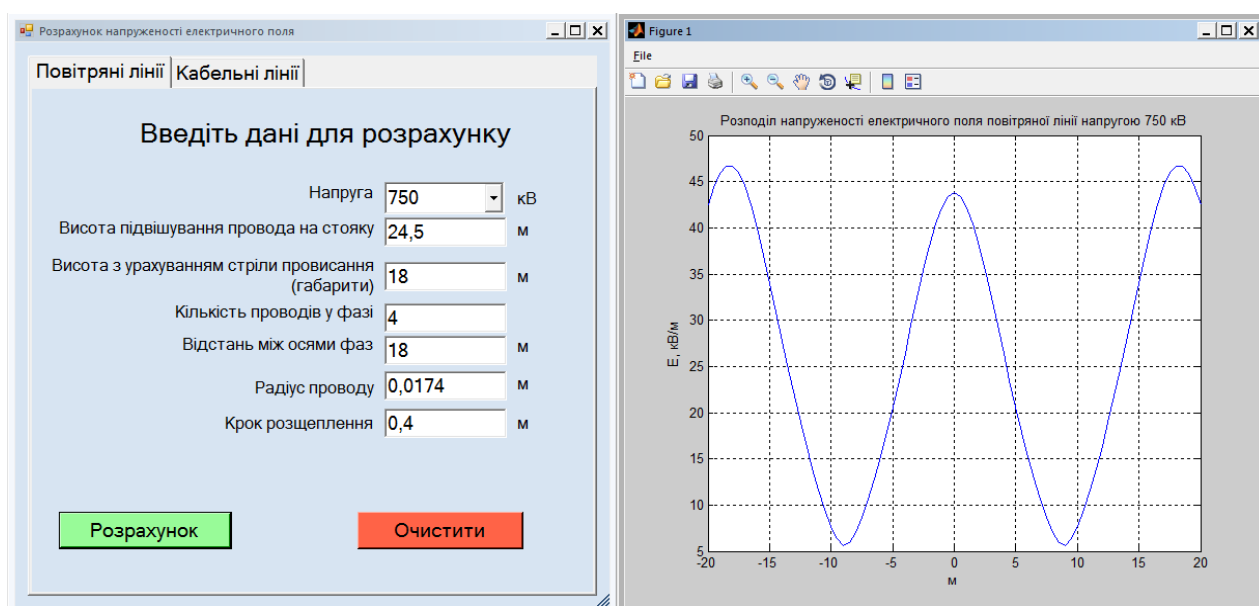 Розрахунок напруженості електричного поля
Повітряні лінії
Кабельні лінії
Введіть дані для розрахунку
Напруга 750 кВ
Висота підвішування провода на стояку 24,5 м
Висота з урахуванням стріли провисання
(габарити) 18 м
Кількість проводів у фазі 4
Відстань між осями фаз 18 м
Радіус проводу 0,0174 м
Крок розщеплення 0,4 м
Розрахунок
Очистити
Figure 1
File
Розподіл напруженості електричного поля повітряної лінії напругою 750 кВ
50
45
40
35
30
25
20
15
10
5
E, кВ/м
-20 -15 -10 -5 0 5 10 15 20
м